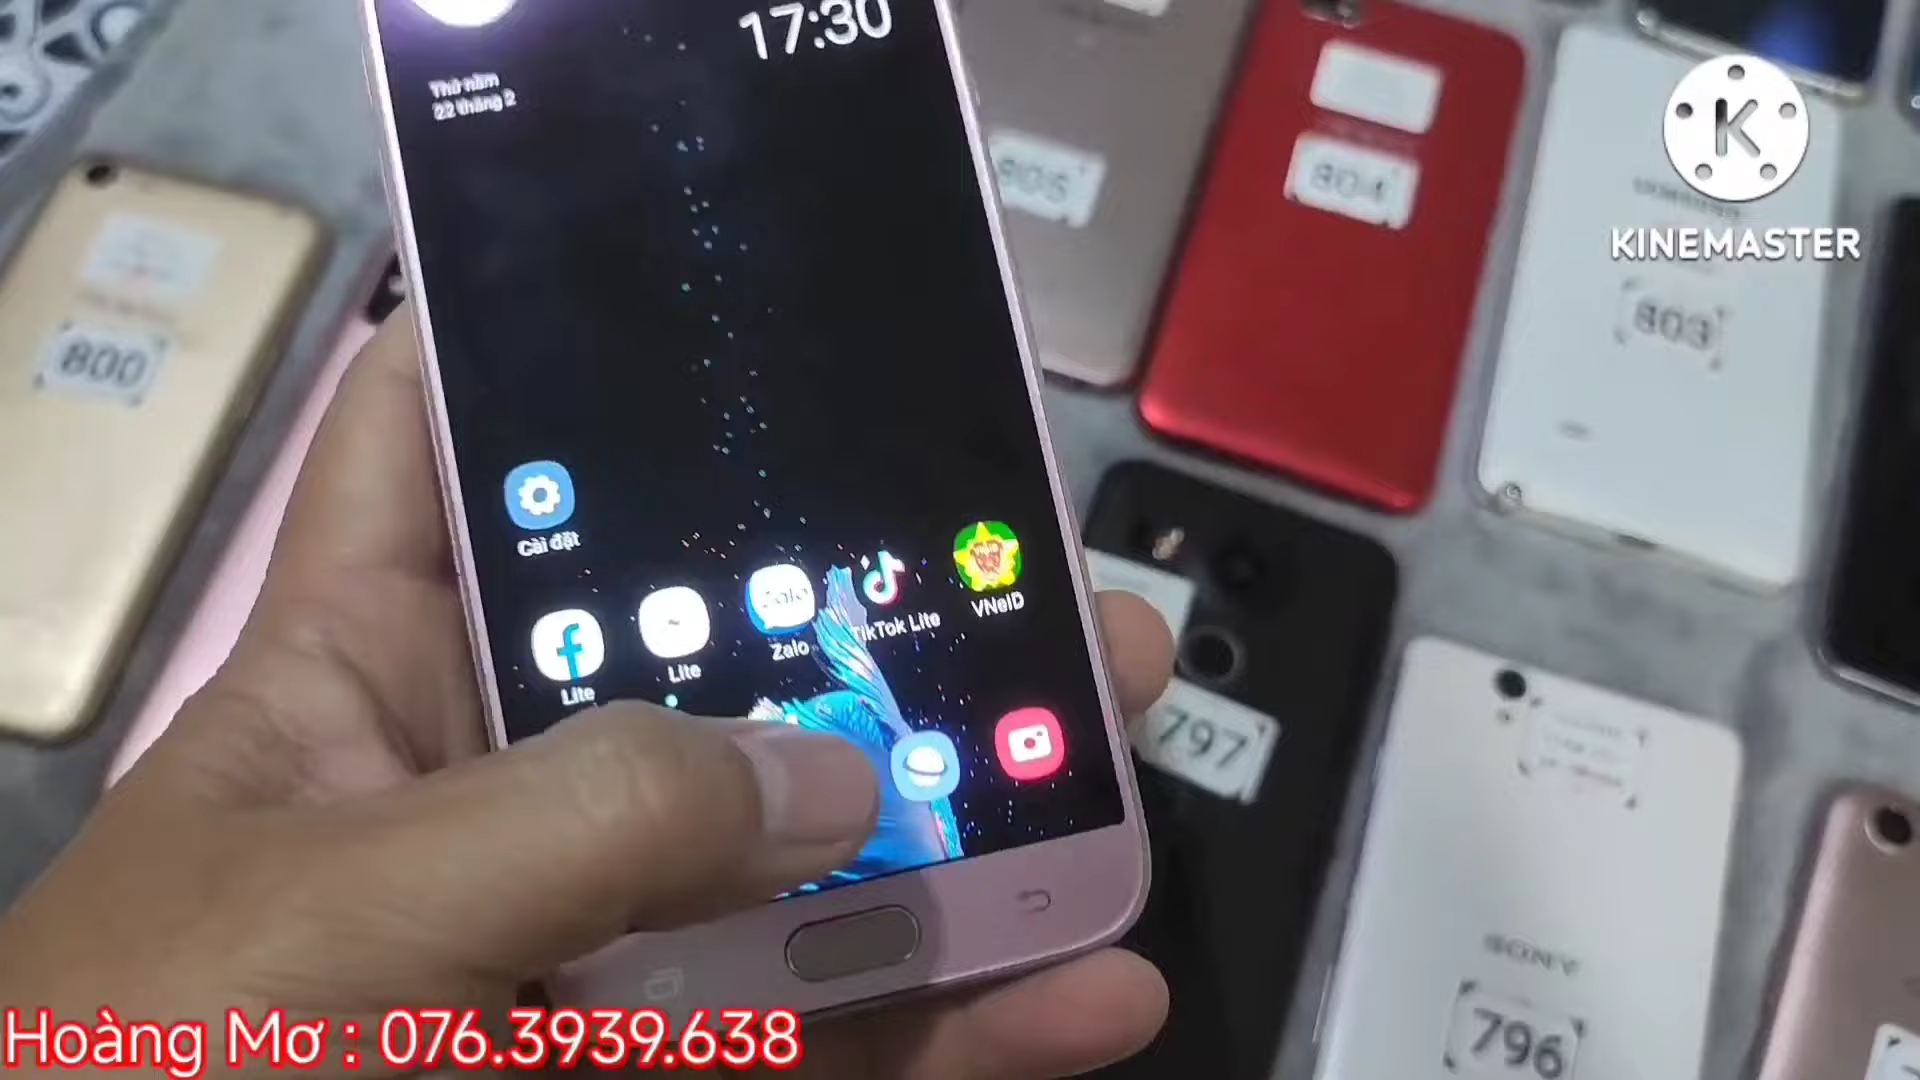 17:30
Thứ năm
22 tháng 2
805
804
KINEMASTER
803
800
Cài đặt
Lite
Lite
Zalo
Zalo
TikTok Lite
VNeID
797
SONY
796
Hoàng Mơ : 076.3939.638